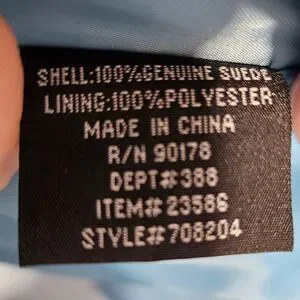 SHELL:100%GENUINE SUEDE
LINING:100%POLYESTER
MADE IN CHINA
R/N 90178
DEPT#388
ITEM#23586
STYLE#708204